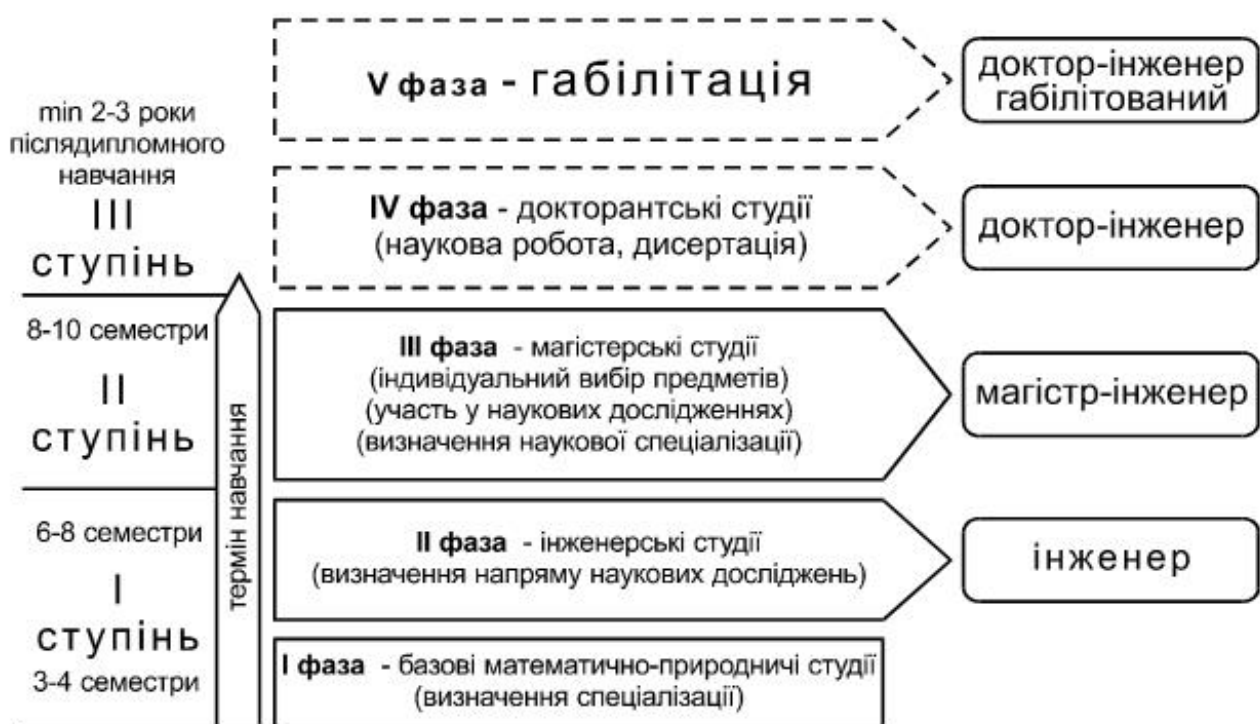 V фаза - габілітація
доктор-інженер
габілітований
min 2-3 роки
післядипломного
навчання
III
ступінь
IV фаза - докторантські студії
(наукова робота, дисертація)
доктор-інженер
8-10 семестри
II
ступінь
термін навчання
III фаза - магістерські студії
(індивідуальний вибір предметів)
(участь у наукових дослідженнях)
(визначення наукової спеціалізації)
магістр-інженер
6-8 семестри
I
ступінь
3-4 семестри
II фаза - інженерські студії
(визначення напряму наукових досліджень)
інженер
I фаза - базові математично-природничі студії
(визначення спеціалізації)